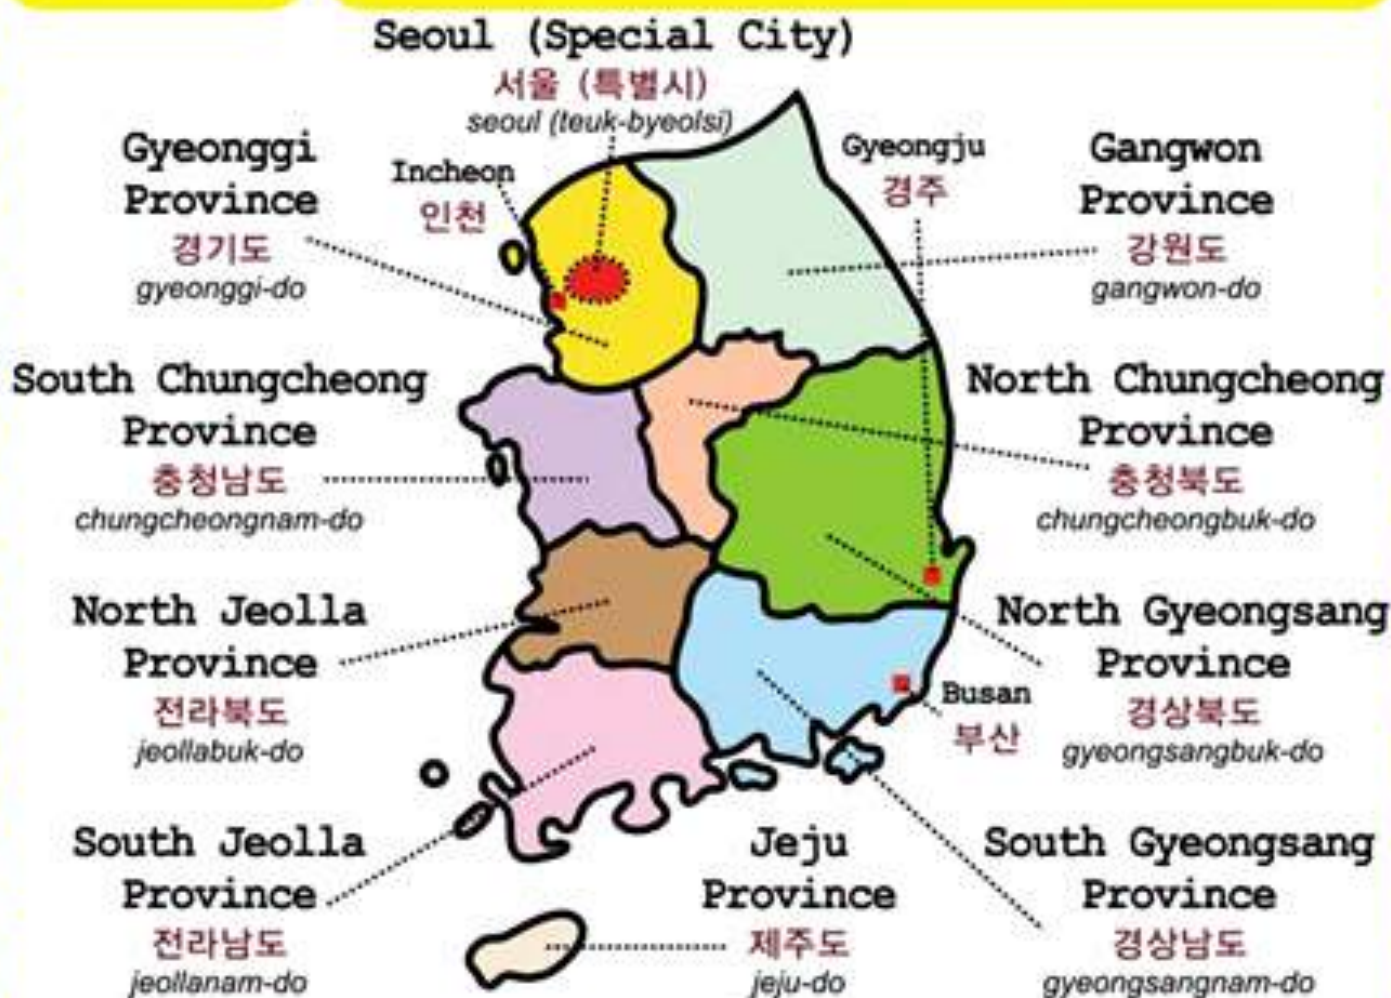 Seoul (Special City)
서울 (특별시)
seoul (teuk-byeolsi)
Gyeonggi
Province
경기도
gyeonggi-do
Incheon
인천
Gyeongju
경주
Gangwon
Province
강원도
gangwon-do
South Chungcheong
Province
충청남도
chungcheongnam-do
North Chungcheong
Province
충청북도
chungcheongbuk-do
North Jeolla
Province
전라북도
jeollabuk-do
North Gyeongsang
Province
경상북도
gyeongsangbuk-do
Busan
부산
South Jeolla
Province
전라남도
jeollanam-do
Jeju
Province
제주도
jeju-do
South Gyeongsang
Province
경상남도
gyeongsangnam-do